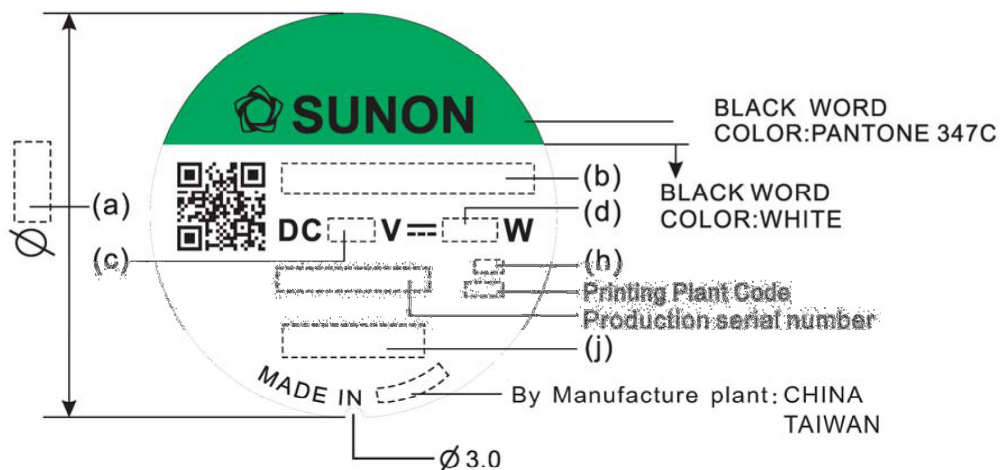 SUNON
BLACK WORD
COLOR:PANTONE 347C
BLACK WORD
COLOR:WHITE
(a)
Ø
(b)
(d)
DC V⎓ W
(c)
(h)
Printing Plant Code
Production serial number
(j)
MADE IN
By Manufacture plant: CHINA
TAIWAN
Ø 3.0